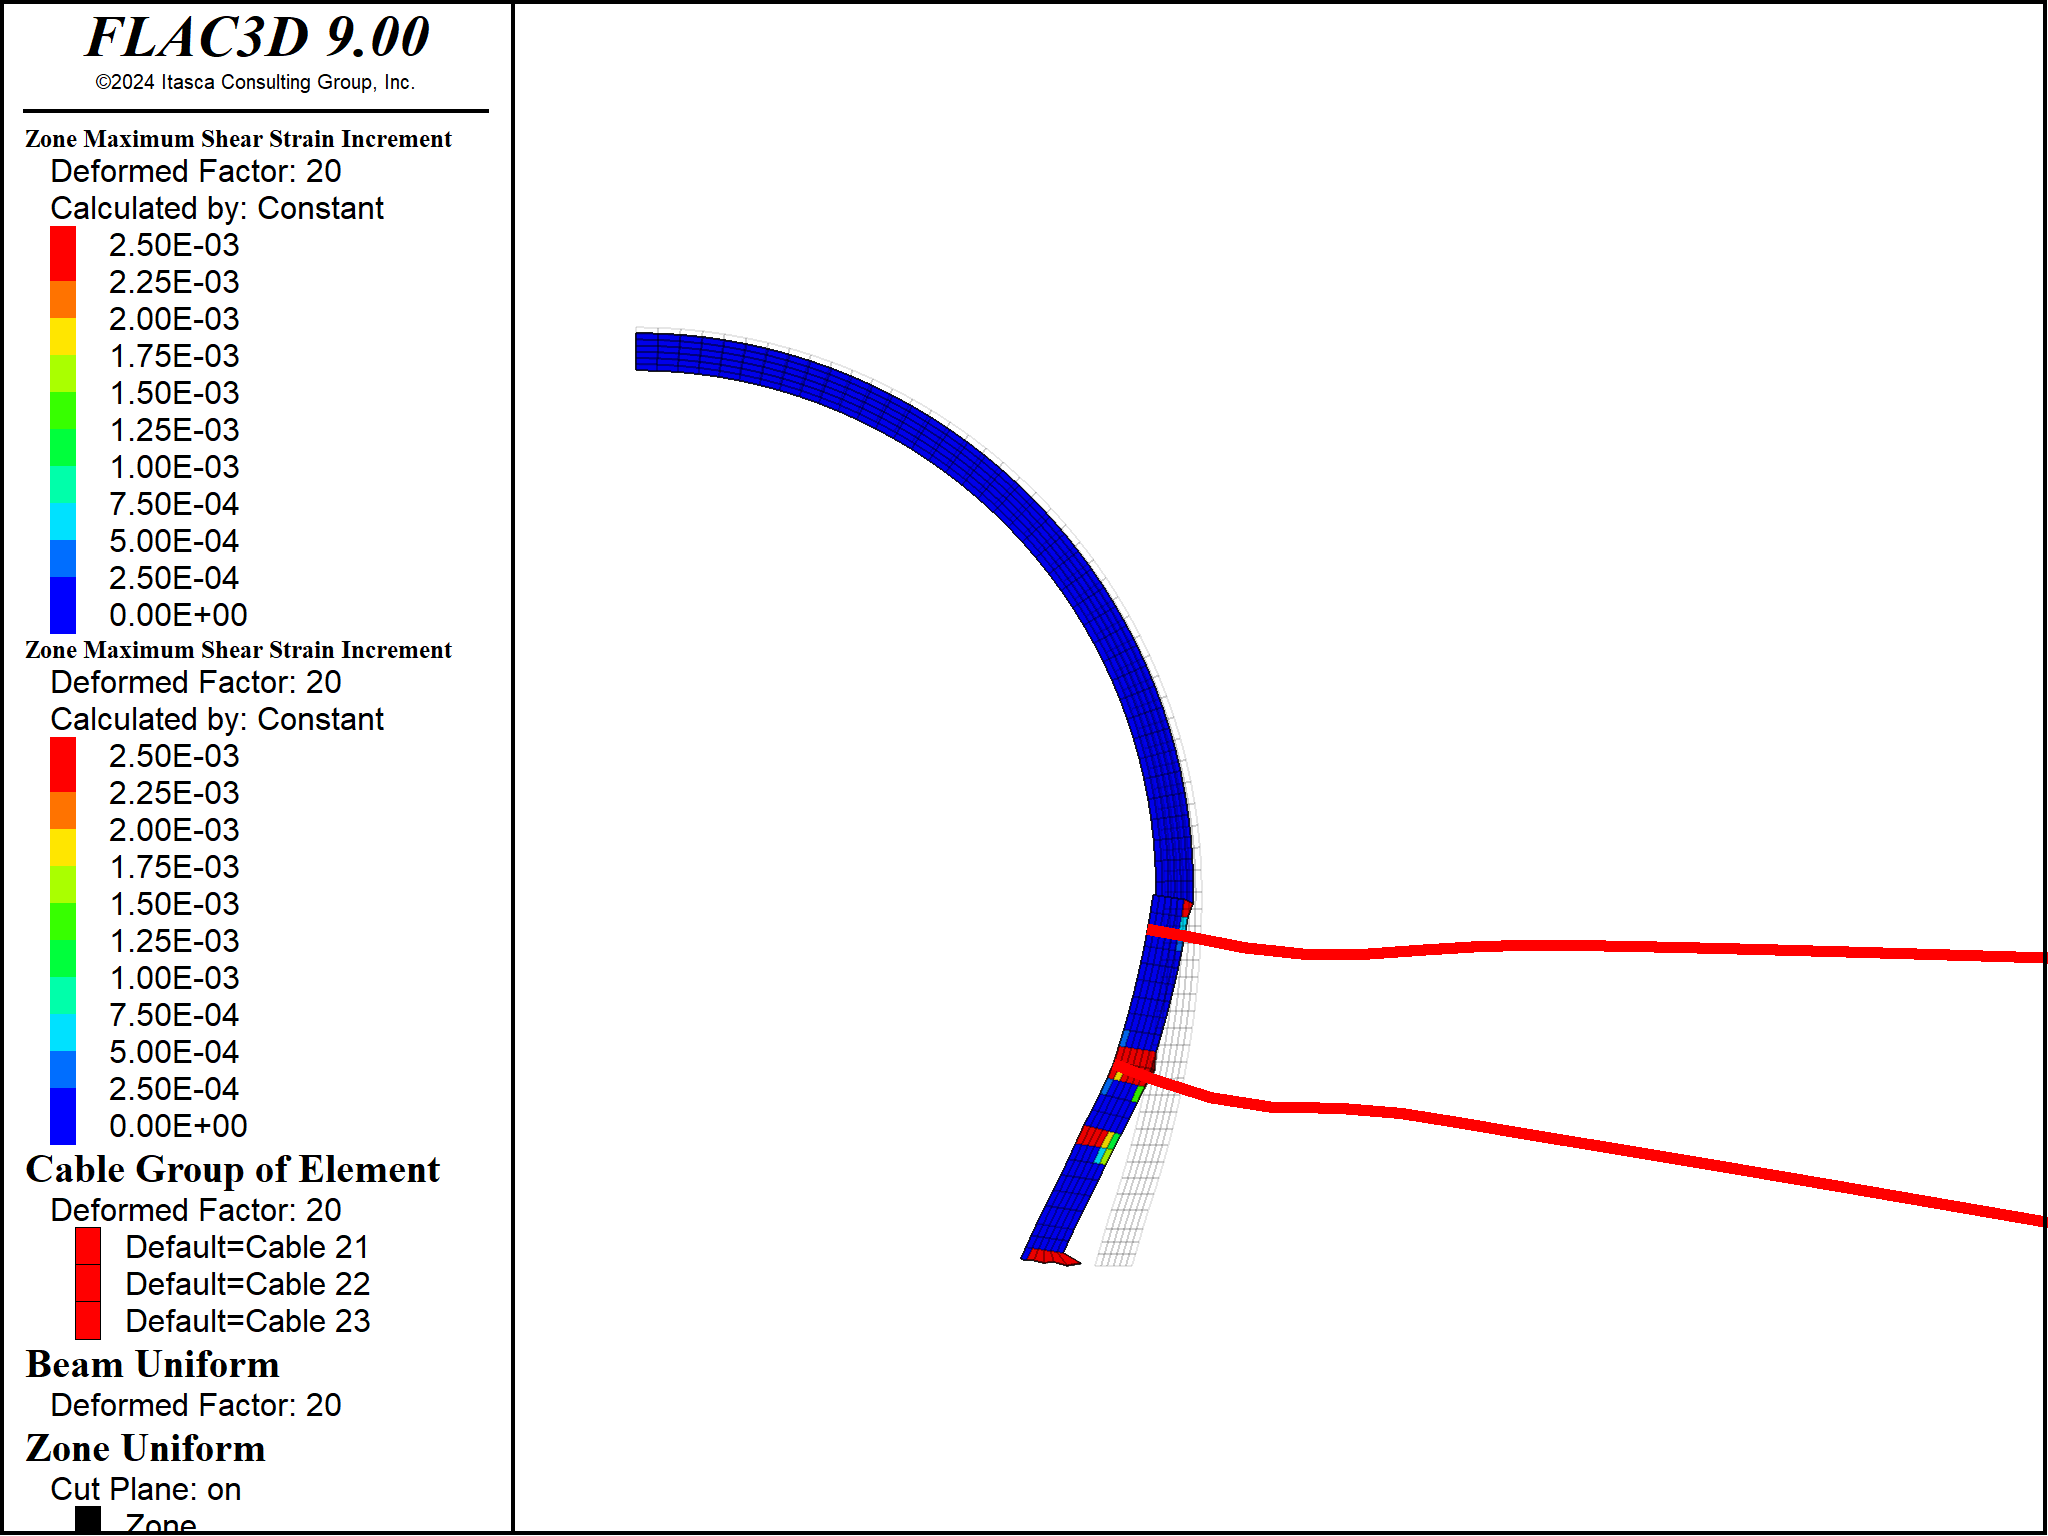 FLAC3D 9.00
©2024 Itasca Consulting Group, Inc.
Zone Maximum Shear Strain Increment
Deformed Factor: 20
Calculated by: Constant
2.50E-03
2.25E-03
2.00E-03
1.75E-03
1.50E-03
1.25E-03
1.00E-03
7.50E-04
5.00E-04
2.50E-04
0.00E+00
Zone Maximum Shear Strain Increment
Deformed Factor: 20
Calculated by: Constant
2.50E-03
2.25E-03
2.00E-03
1.75E-03
1.50E-03
1.25E-03
1.00E-03
7.50E-04
5.00E-04
2.50E-04
0.00E+00
Cable Group of Element
Deformed Factor: 20
Default=Cable 21
Default=Cable 22
Default=Cable 23
Beam Uniform
Deformed Factor: 20
Zone Uniform
Cut Plane: on
Zone